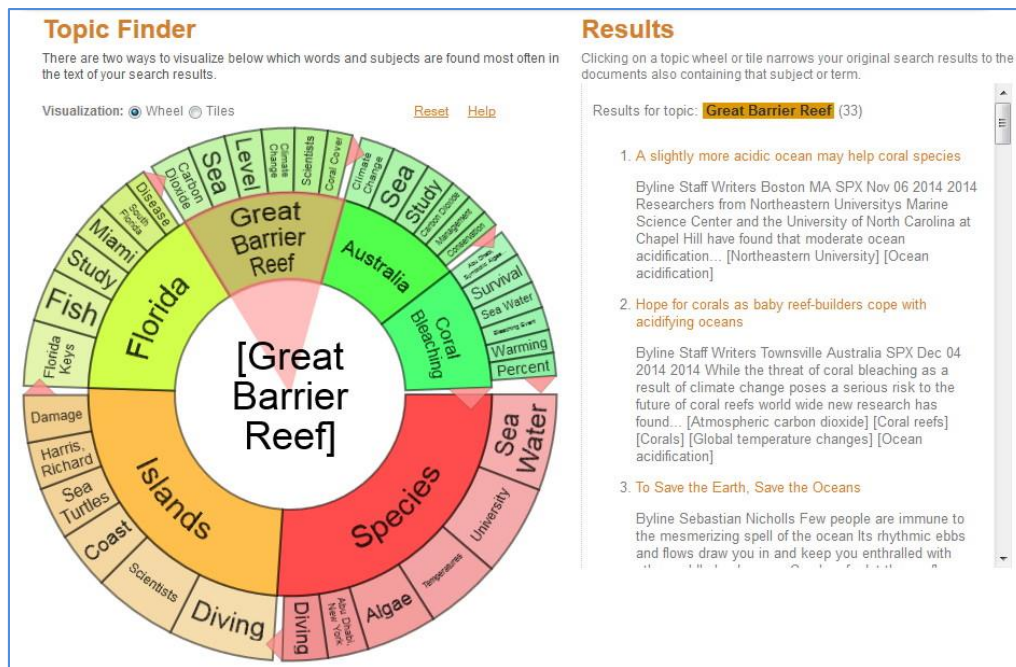 Topic Finder
There are two ways to visualize below which words and subjects are found most often in
the text of your search results.
Visualization: Wheel Tiles
Reset Help
[Great
Barrier
Reef]
Great
Barrier
Reef
Carbon
Dioxide
Sea
Level
Climate
Change
Scientists
Coral Cover
Australia
Climate
Change
Sea
Study
Carbon Dioxide
Management
Conservation
Coral
Bleaching
Abu Dhabi
Symbiotic Algae
Survival
Sea Water
Bleaching Event
Warming
Percent
Species
Sea
Water
University
Temperatures
Algae
Abu Dhabi,
New York
Diving
Islands
Diving
Scientists
Coast
Sea
Turtles
Harris,
Richard
Damage
Florida
Florida
Keys
Fish
Study
Miami
South
Florida
Disease
Results
Clicking on a topic wheel or tile narrows your original search results to the
documents also containing that subject or term.
Results for topic: Great Barrier Reef (33)
1. A slightly more acidic ocean may help coral species
Byline Staff Writers Boston MA SPX Nov 06 2014 2014
Researchers from Northeastern Universitys Marine
Science Center and the University of North Carolina at
Chapel Hill have found that moderate ocean
acidification... [Northeastern University] [Ocean
acidification]
2. Hope for corals as baby reef-builders cope with
acidifying oceans
Byline Staff Writers Townsville Australia SPX Dec 04
2014 2014 While the threat of coral bleaching as a
result of climate change poses a serious risk to the
future of coral reefs world wide new research has
found... [Atmospheric carbon dioxide] [Coral reefs]
[Corals] [Global temperature changes] [Ocean
acidification]
3. To Save the Earth, Save the Oceans
Byline Sebastian Nicholls Few people are immune to
the mesmerizing spell of the ocean Its rhythmic ebbs
and flows draw you in and keep you enthralled with